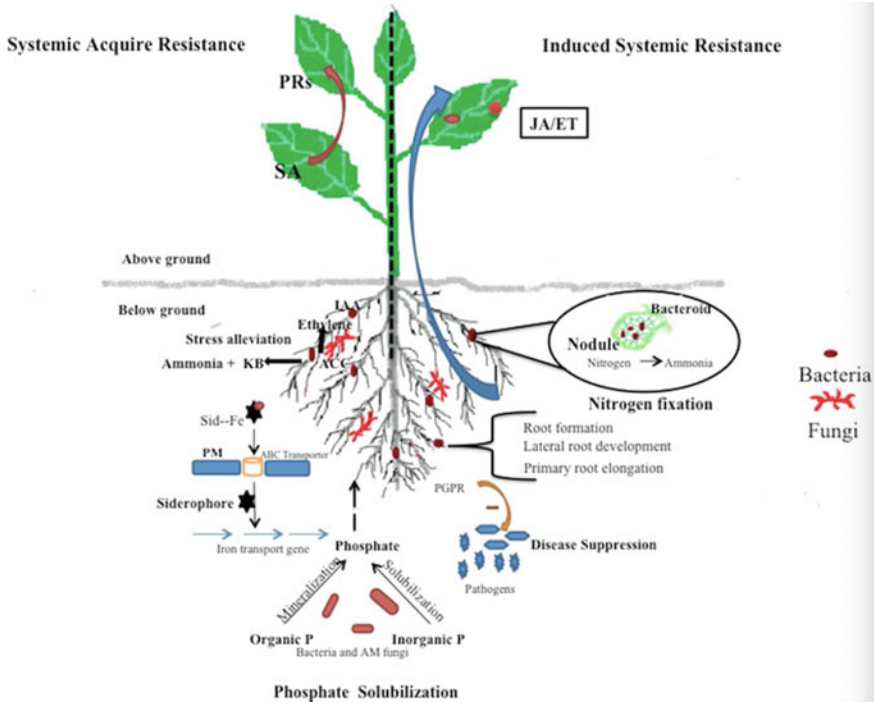 Systemic Acquire Resistance
Induced Systemic Resistance
PRs
JA/ET
SA
Above ground
Below ground
IAA
Ethylene
Stress alleviation
Ammonia + KB
ACC
Bacteroid
Nodule
Nitrogen → Ammonia
Nitrogen fixation
Bacteria
Fungi
Sid--Fe
PM
ABC Transporter
Siderophore
Iron transport gene
Root formation
Lateral root development
Primary root elongation
PGPR
Disease Suppression
Pathogens
Phosphate
Mineralization
Solubilization
Organic P
Inorganic P
Bacteria and AM fungi
Phosphate Solubilization